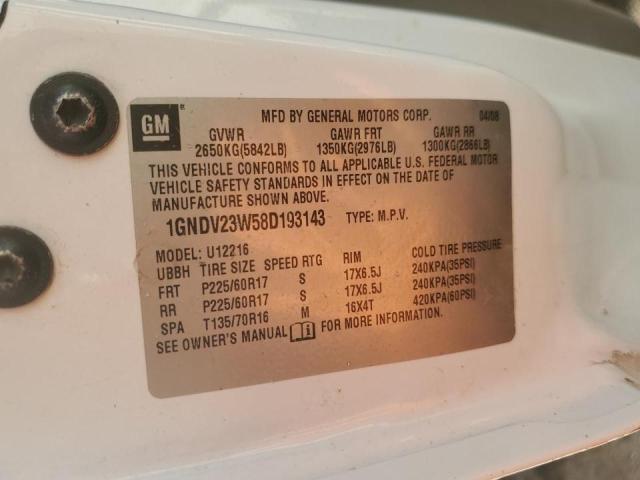 GM MFD BY GENERAL MOTORS CORP. 04/08
GVWR GAWR FRT GAWR RR
2650KG(5842LB) 1350KG(2976LB) 1300KG(2866LB)
THIS VEHICLE CONFORMS TO ALL APPLICABLE U.S. FEDERAL MOTOR
VEHICLE SAFETY STANDARDS IN EFFECT ON THE DATE OF
MANUFACTURE SHOWN ABOVE.
1GNDV23W58D193143 TYPE: M.P.V.
MODEL: U12216
UBBH TIRE SIZE SPEED RTG RIM COLD TIRE PRESSURE
FRT P225/60R17 S 17X6.5J 240KPA(35PSI)
RR P225/60R17 S 17X6.5J 240KPA(35PSI)
SPA T135/70R16 M 16X4T 420KPA(60PSI)
SEE OWNER'S MANUAL FOR MORE INFORMATION.